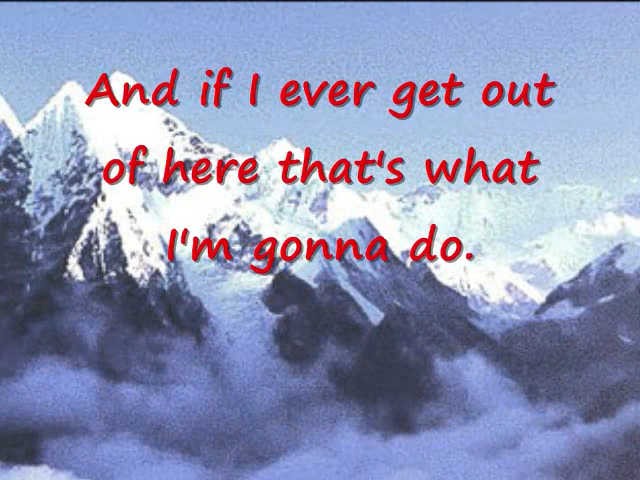 And if I ever get out
of here that's what
I'm gonna do.